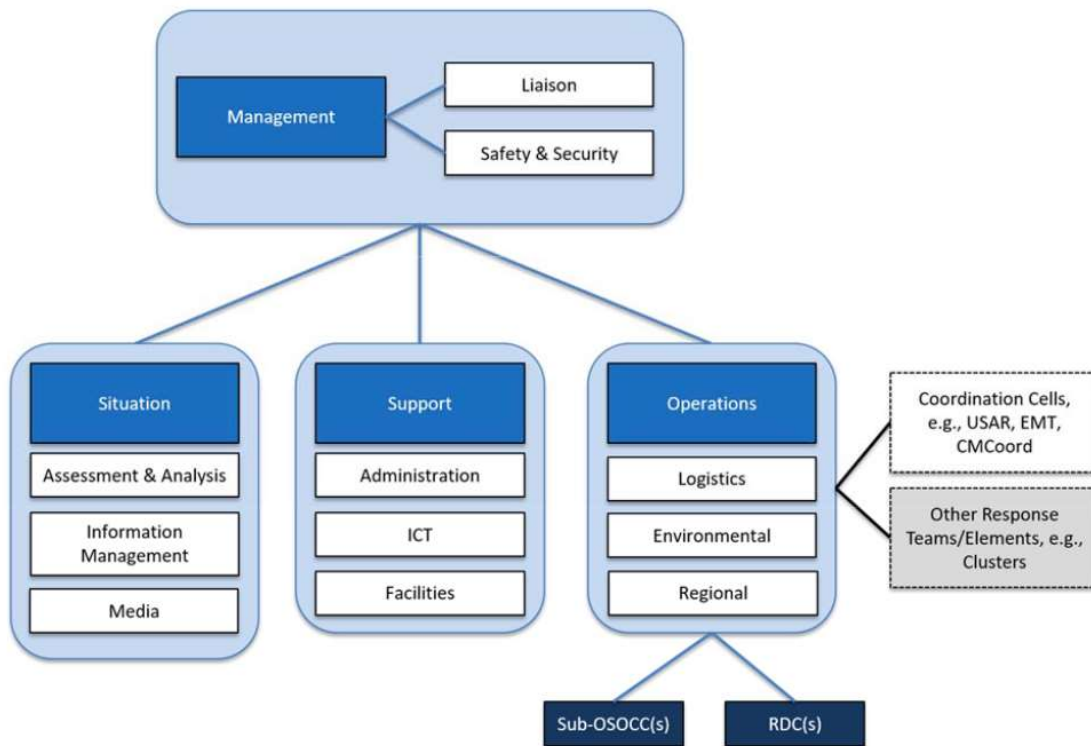 Management
Liaison
Safety & Security
Situation
Assessment & Analysis
Information
Management
Media
Support
Administration
ICT
Facilities
Operations
Logistics
Environmental
Regional
Coordination Cells,
e.g., USAR, EMT,
CMCoord
Other Response
Teams/Elements, e.g.,
Clusters
Sub-OSOCC(s)
RDC(s)